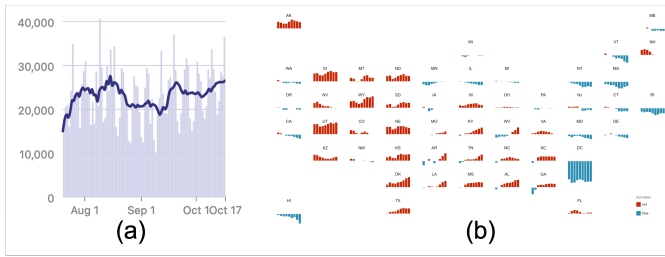 40,000
30,000
20,000
10,000
0
Aug 1
Sep 1
Oct 1
Oct 17
(a)
AK
ME
WI
VT
NH
WA
ID
MT
ND
MN
IL
MI
NY
MA
OR
NV
WY
SD
IA
IN
OH
PA
NJ
CT
RI
CA
UT
CO
NE
MO
KY
WV
VA
MD
DE
AZ
NM
KS
AR
TN
NC
SC
DC
OK
LA
MS
AL
GA
HI
TX
FL
red
blue
(b)